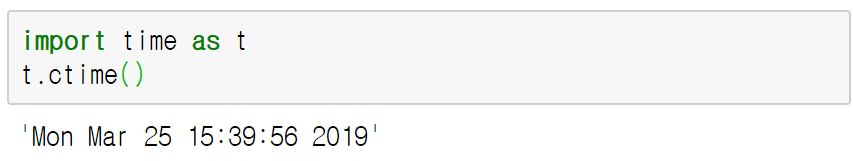 import time as t
t.ctime()
'Mon Mar 25 15:39:56 2019'